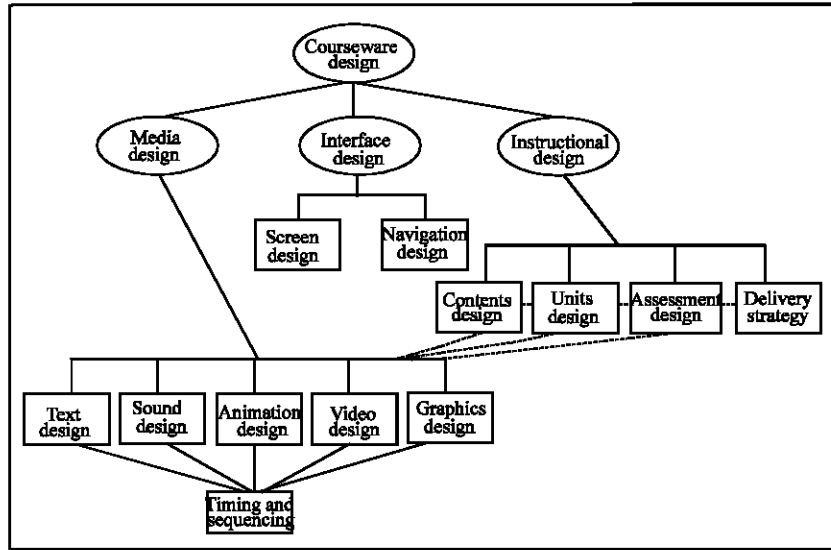 Courseware
design
Media
design
Interface
design
Instructional
design
Screen
design
Navigation
design
Contents
design
Units
design
Assessment
design
Delivery
strategy
Text
design
Sound
design
Animation
design
Video
design
Graphics
design
Timing and
sequencing